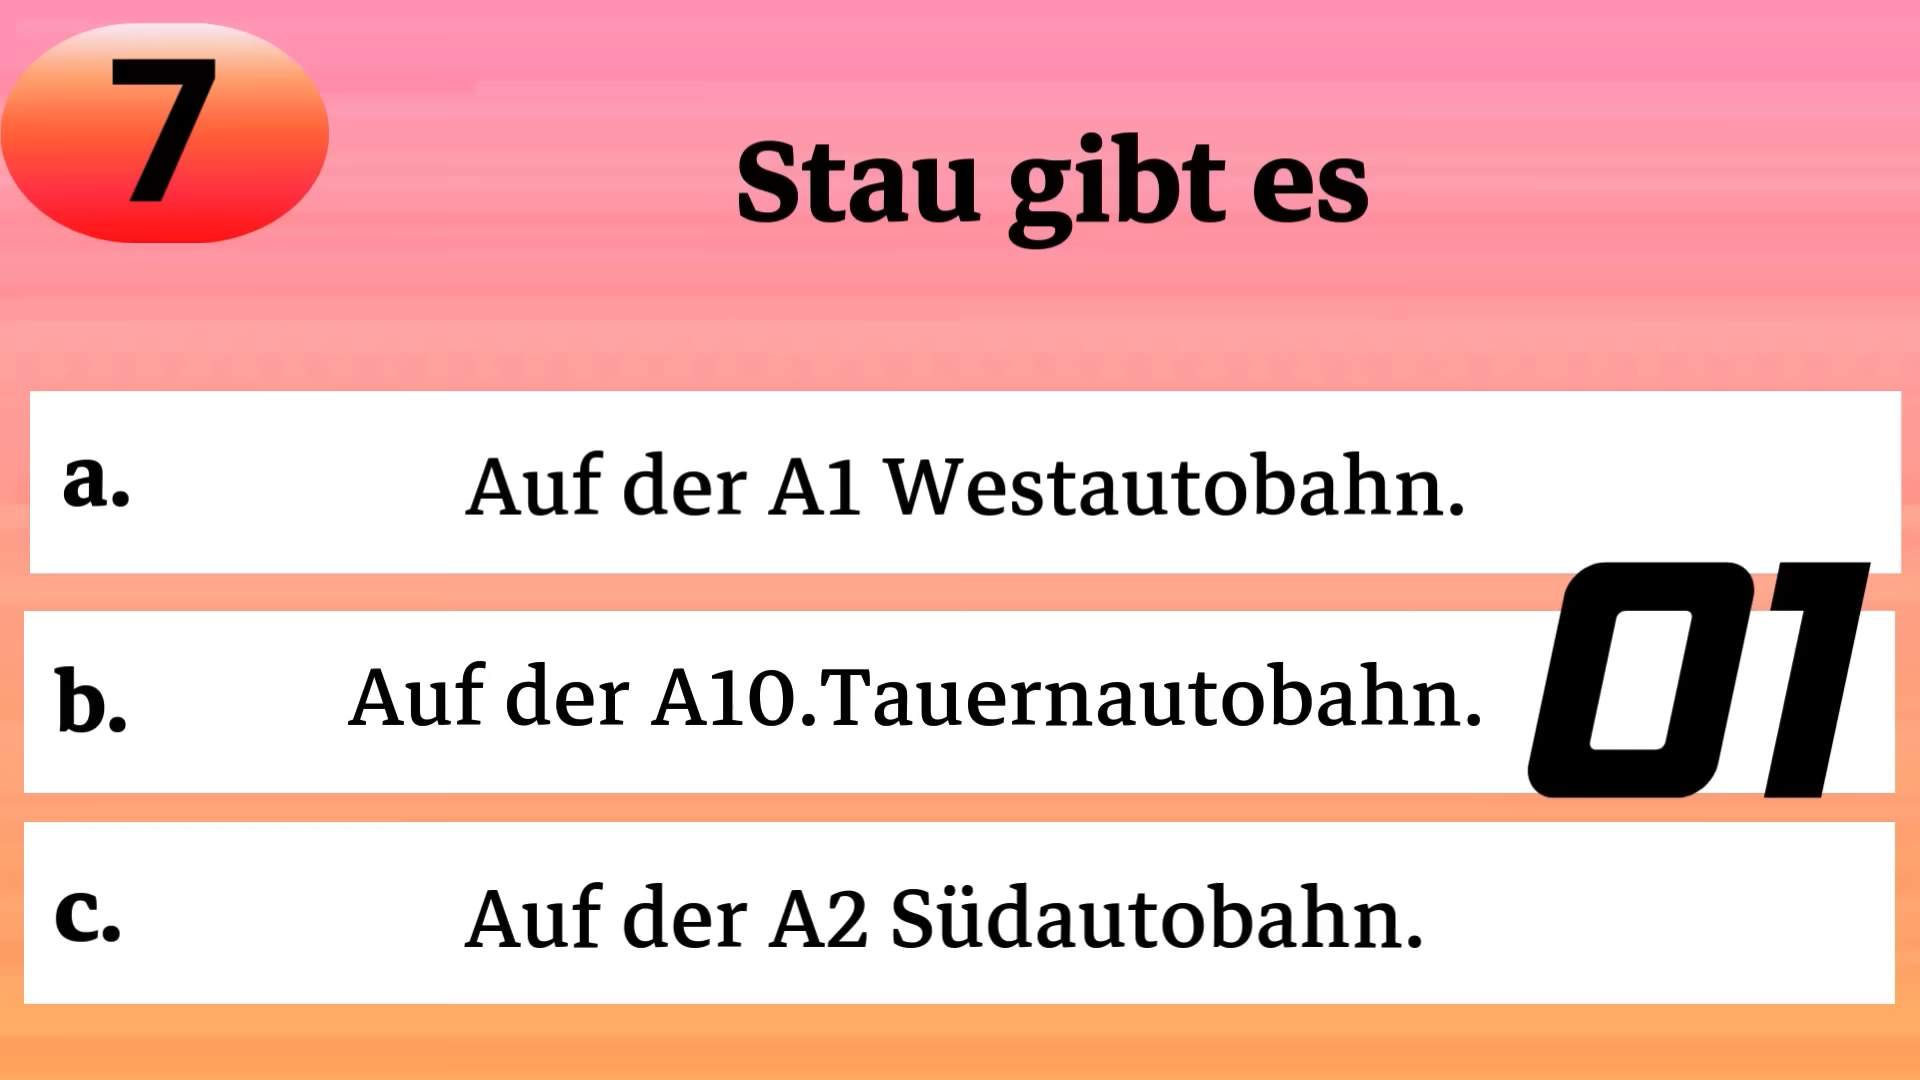 7
Stau gibt es
a. Auf der A1 Westautobahn.
b. Auf der A10.Tauernautobahn.
01
c. Auf der A2 Südautobahn.